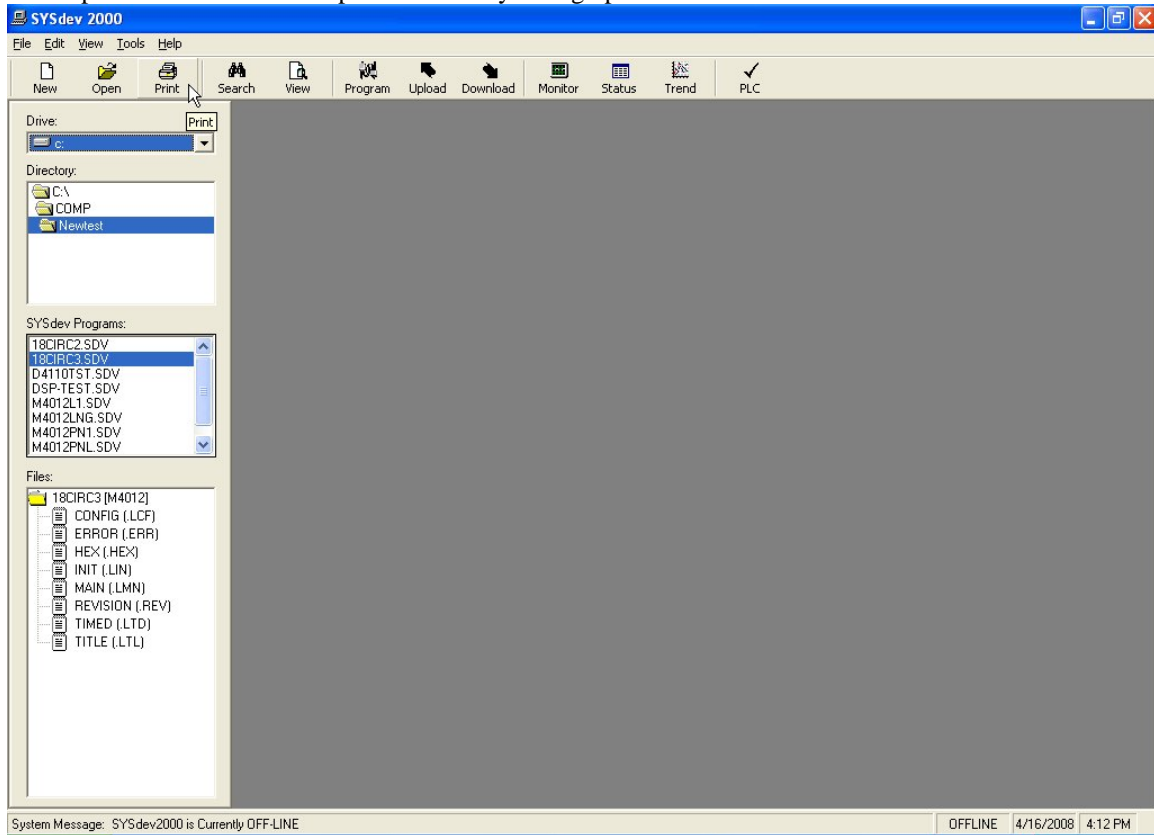 SYSdev 2000
File Edit View Tools Help
New Open Print Search View Program Upload Download Monitor Status Trend PLC
Print
Drive:
c:
Directory:
C:\
COMP
Newtest
SYSdev Programs:
18CIRC2.SDV
18CIRC3.SDV
D4110TST.SDV
DSP-TEST.SDV
M4012L1.SDV
M4012LNG.SDV
M4012PN1.SDV
M4012PNL.SDV
Files:
18CIRC3 [M4012]
CONFIG (.LCF)
ERROR (.ERR)
HEX (.HEX)
INIT (.LIN)
MAIN (.LMN)
REVISION (.REV)
TIMED (.LTD)
TITLE (.LTL)
System Message: SYSdev2000 is Currently OFF-LINE OFFLINE 4/16/2008 4:12 PM